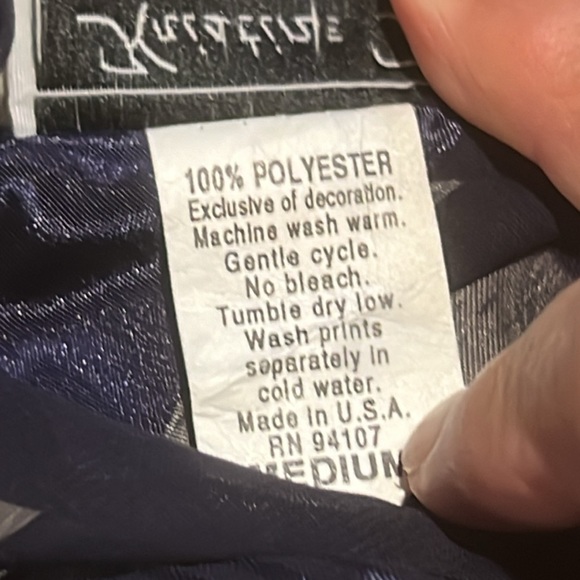 100% POLYESTER
Exclusive of decoration.
Machine wash warm.
Gentle cycle.
No bleach.
Tumble dry low.
Wash prints
separately in
cold water.
Made in U.S.A.
RN 94107
MEDIUM